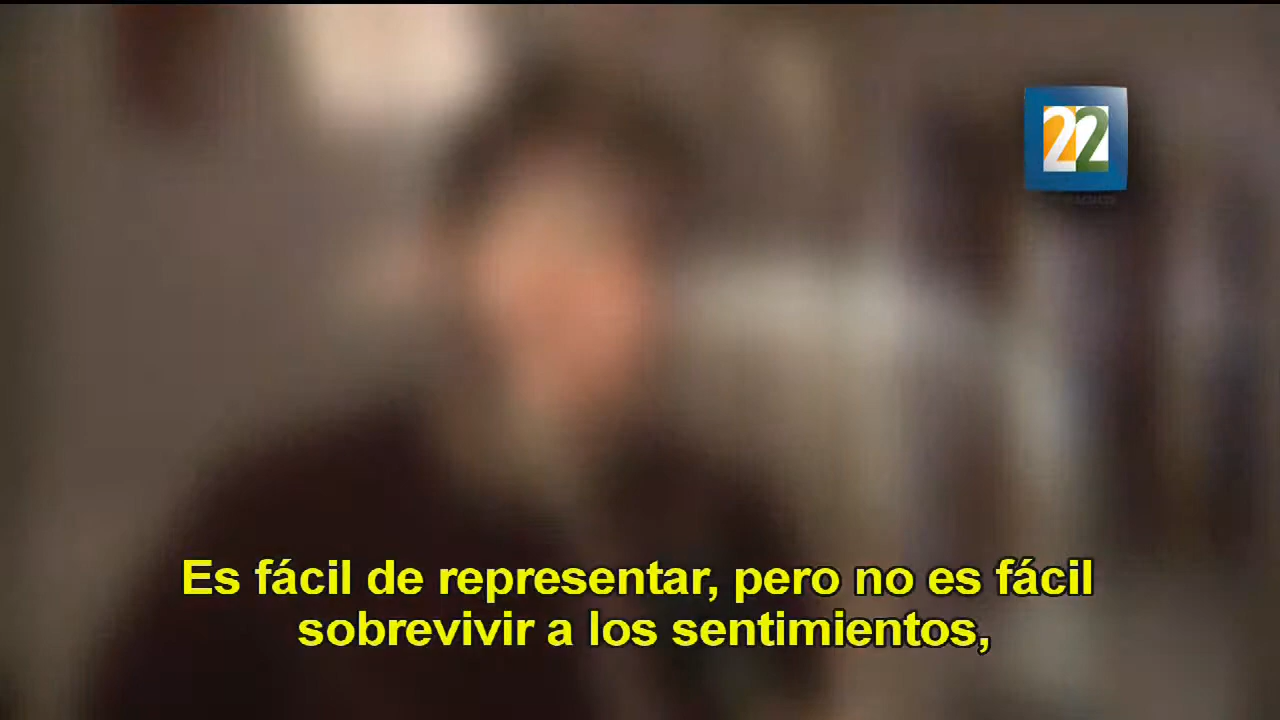 22
Es fácil de representar, pero no es fácil
sobrevivir a los sentimientos,